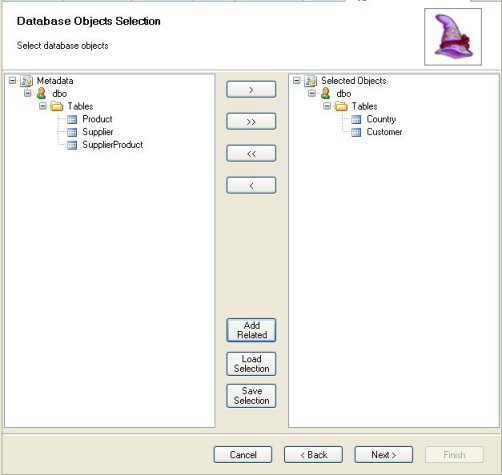 Database Objects Selection
Select database objects
Metadata
dbo
Tables
Product
Supplier
SupplierProduct
>
>>
<<
<
Add
Related
Load
Selection
Save
Selection
Selected Objects
dbo
Tables
Country
Customer
Cancel
< Back
Next >
Finish